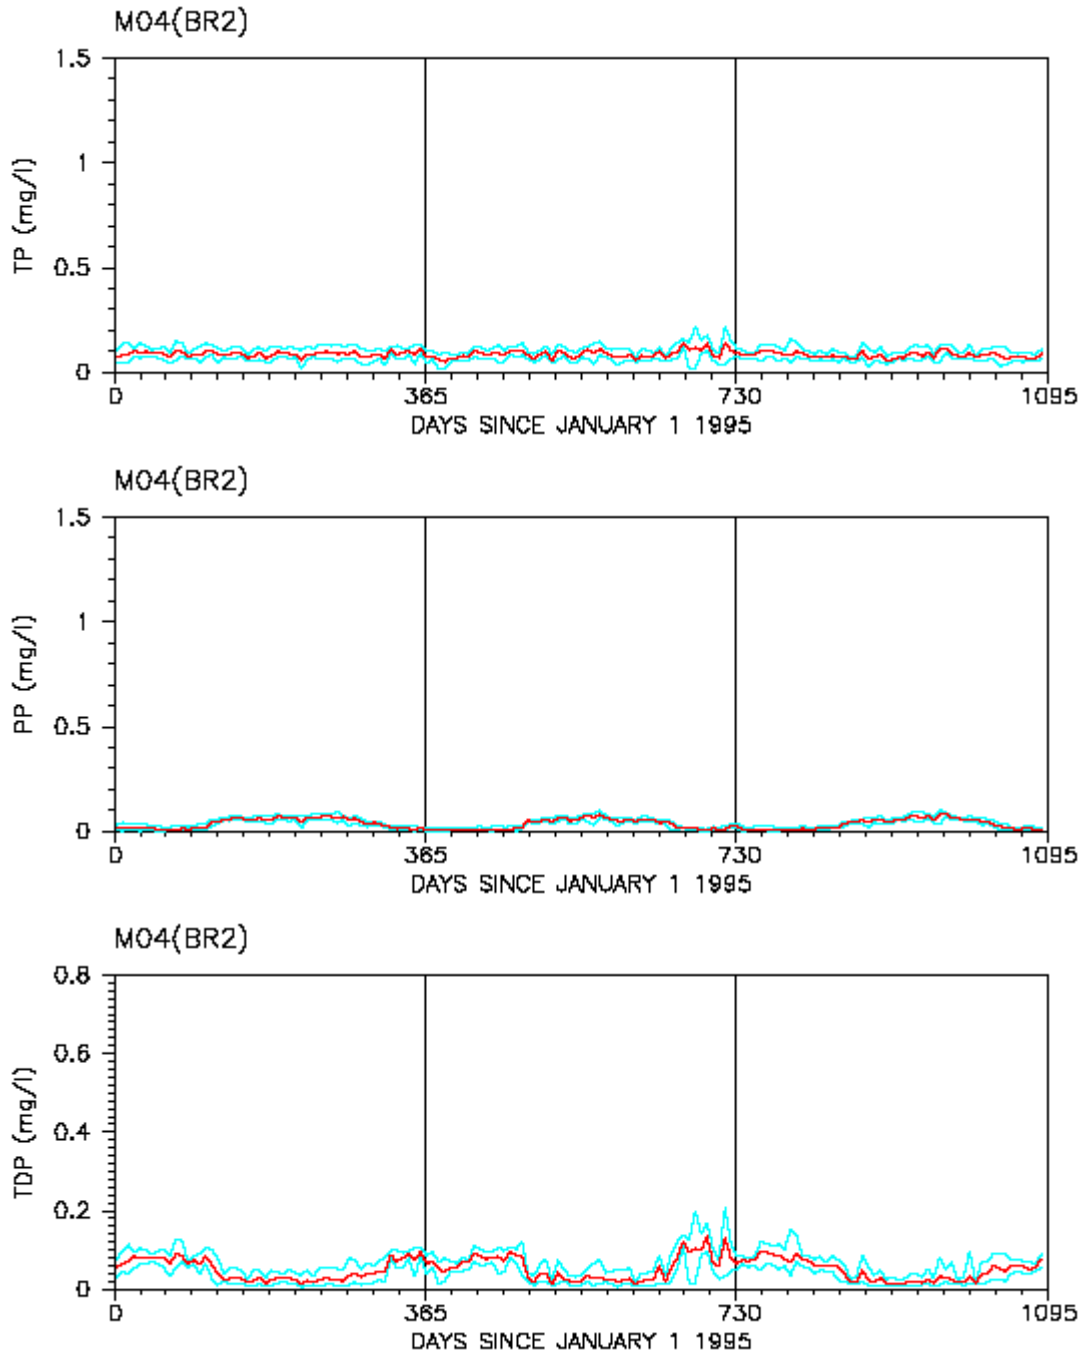 M04(BR2)
1.5
1
0.5
0
TP (mg/l)
0 365 730 1095
DAYS SINCE JANUARY 1 1995
M04(BR2)
1.5
1
0.5
0
PP (mg/l)
0 365 730 1095
DAYS SINCE JANUARY 1 1995
M04(BR2)
0.8
0.6
0.4
0.2
0
TDP (mg/l)
0 365 730 1095
DAYS SINCE JANUARY 1 1995